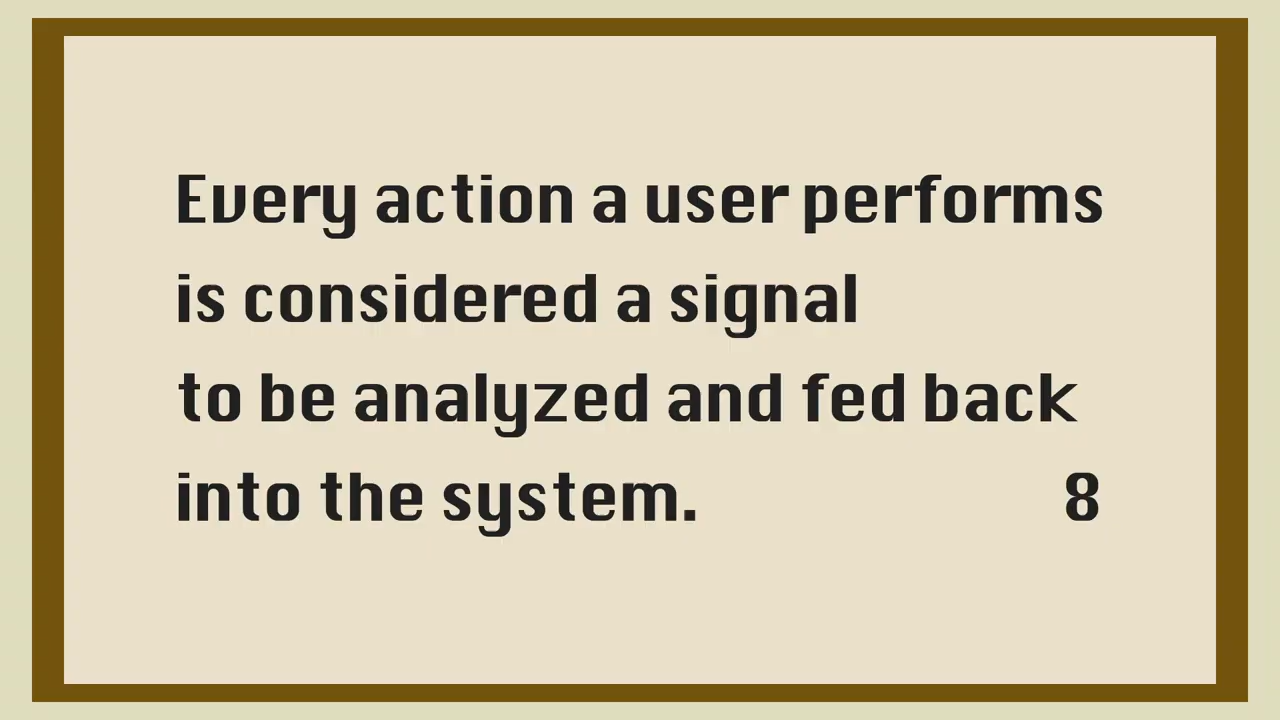 Every action a user performs
is considered a signal
to be analyzed and fed back
into the system. 8